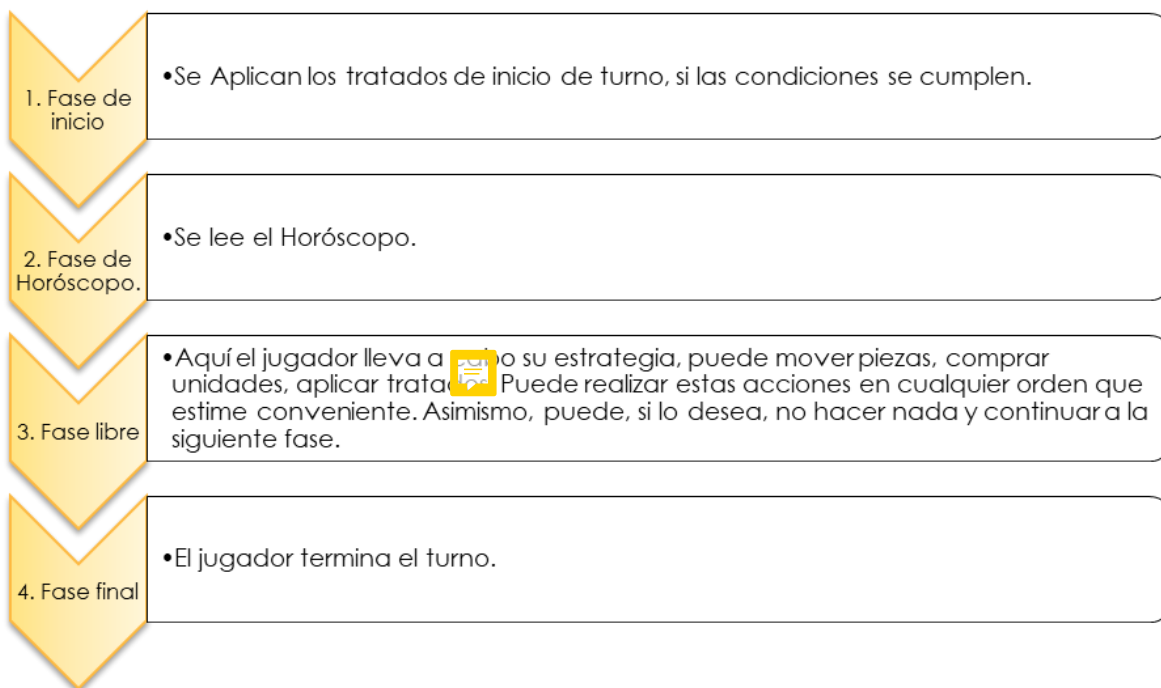 1. Fase de
inicio
•Se Aplican los tratados de inicio de turno, si las condiciones se cumplen.
2. Fase de
Horóscopo.
•Se lee el Horóscopo.
3. Fase libre
•Aquí el jugador lleva a su estrategia, puede mover piezas, comprar
unidades, aplicar Puede realizar estas acciones en cualquier orden que
estime conveniente. Asimismo, puede, si lo desea, no hacer nada y continuar a la
siguiente fase.
4. Fase final
•El jugador termina el turno.